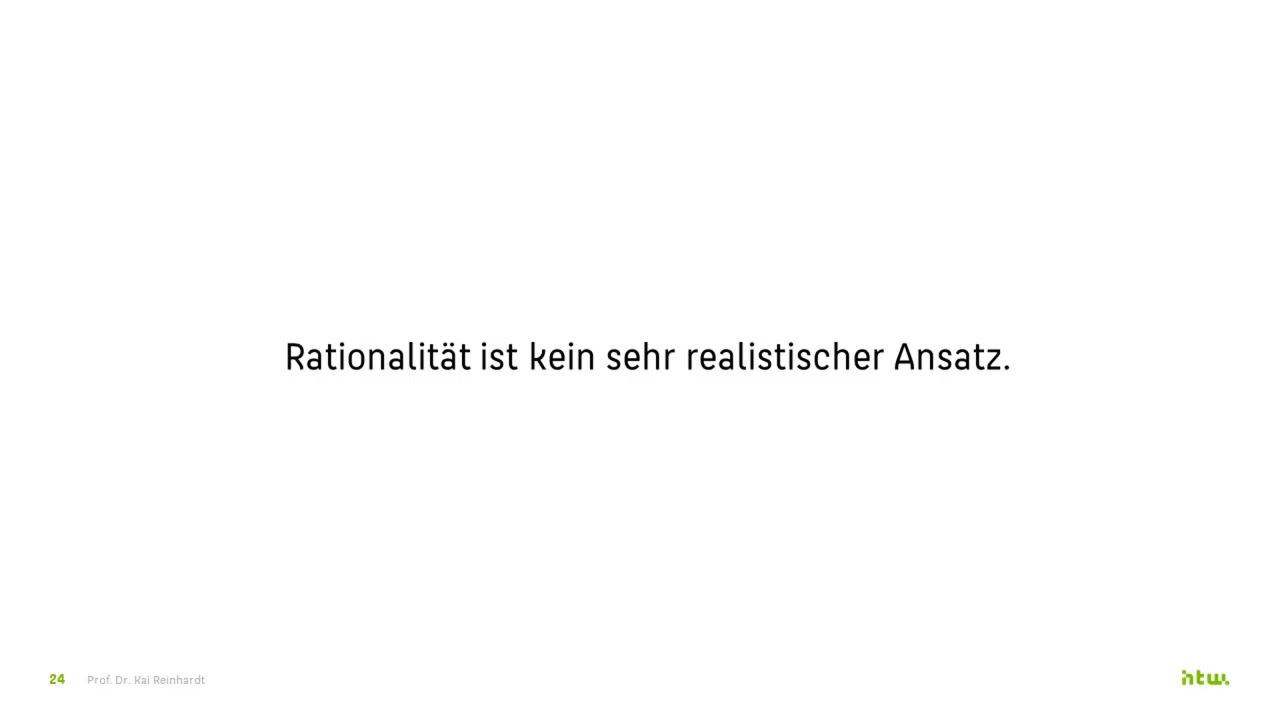 Rationalität ist kein sehr realistischer Ansatz.
24 Prof. Dr. Kai Reinhardt
htw.